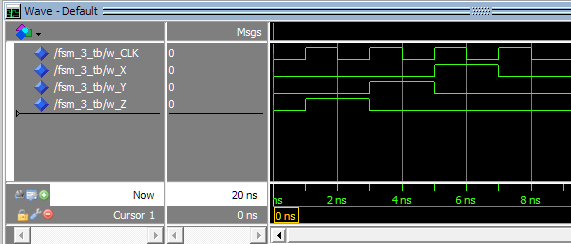 Wave - Default
Msgs
/fsm_3_tb/w_CLK 0
/fsm_3_tb/w_X 0
/fsm_3_tb/w_Y 0
/fsm_3_tb/w_Z 0
Now 20 ns ns 2 ns 4 ns 6 ns 8 ns
Cursor 1 0 ns 0 ns